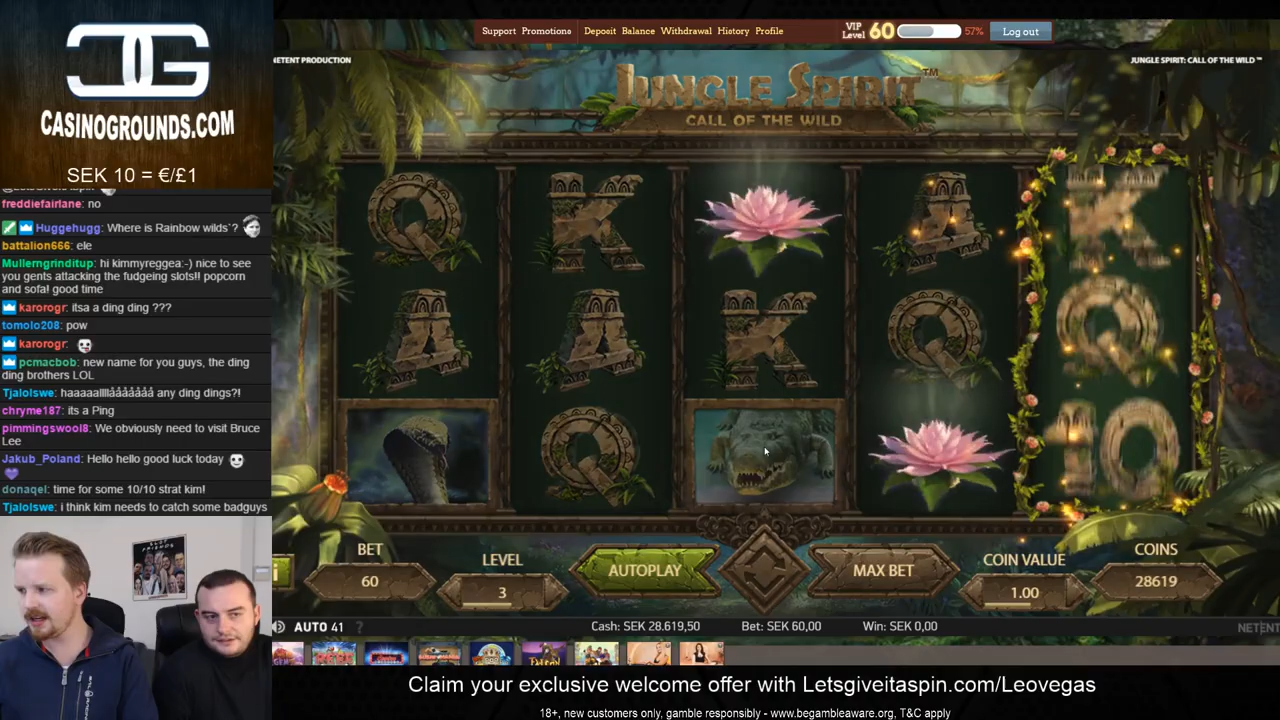 CG
CASINOGROUNDS.COM
SEK 10 = €/£1
freddiefairlane: no
Huggehugg: Where is Rainbow wilds`?
battalion666: ele
Mullerngrinditup: hi kimmyreggea:-) nice to see
you gents attacking the fudgeing slots!! popcorn
and sofa! good time
karorogr: itsa a ding ding ???
tomolo208: pow
karorogr:
pcmacbob: new name for you guys, the ding
ding brothers LOL
Tjalolswe: haaaaallllååååååå any ding dings?!
chryme187: its a Ping
pimmingswool8: We obviously need to visit Bruce
Lee
Jakub_Poland: Hello hello good luck today
donaqel: time for some 10/10 strat kim!
Tjalolswe: i think kim needs to catch some badguys
Support Promotions Deposit Balance Withdrawal History Profile
VIP Level 60 57% Log out
NETENT PRODUCTION
JUNGLE SPIRIT: CALL OF THE WILD™
JUNGLE SPIRIT™
CALL OF THE WILD
Q K A K
A A K Q Q
Q 10
BET
60
LEVEL
3
AUTOPLAY
MAX BET
COIN VALUE
1.00
COINS
28619
AUTO 41 ?
Cash: SEK 28.619,50 Bet: SEK 60,00 Win: SEK 0,00
NETENT
Claim your exclusive welcome offer with Letsgiveitaspin.com/Leovegas
18+, new customers only, gamble responsibly - www.begambleaware.org, T&C apply